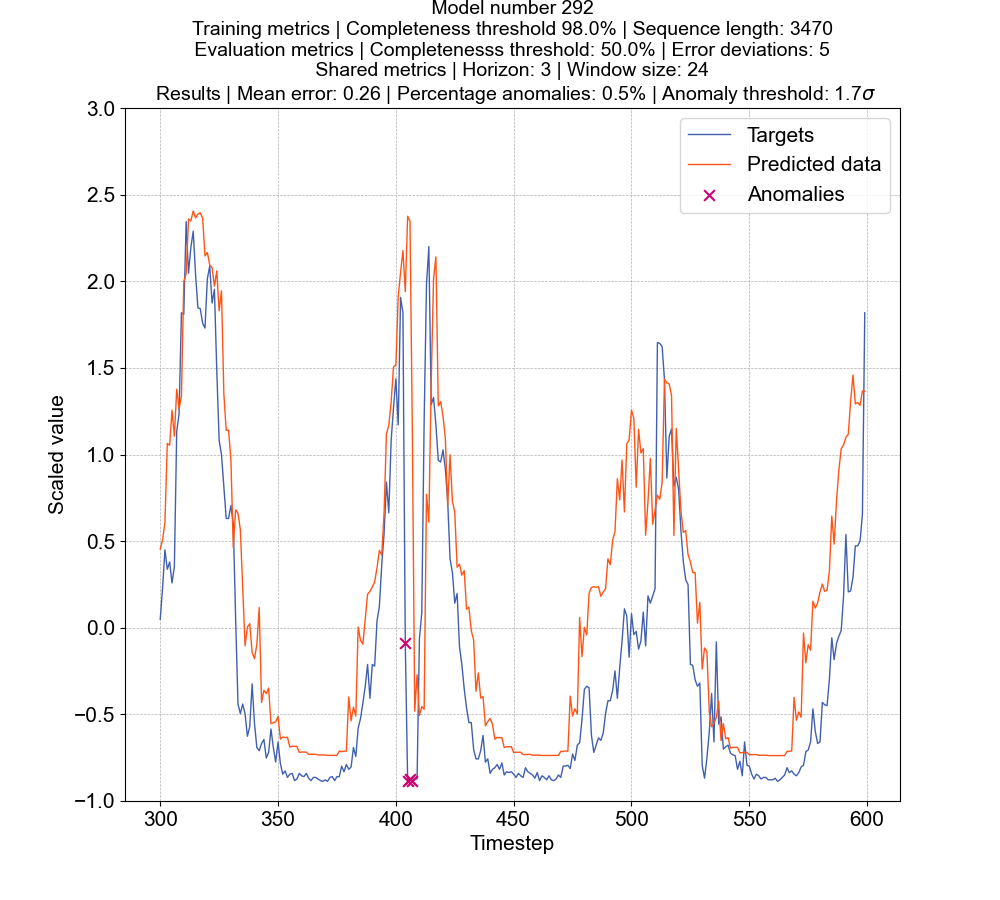 Model number 292
Training metrics | Completeness threshold 98.0% | Sequence length: 3470
Evaluation metrics | Completenesss threshold: 50.0% | Error deviations: 5
Shared metrics | Horizon: 3 | Window size: 24
Results | Mean error: 0.26 | Percentage anomalies: 0.5% | Anomaly threshold: 1.7σ
Targets
Predicted data
Anomalies
Scaled value
3.0
2.5
2.0
1.5
1.0
0.5
0.0
−0.5
−1.0
300 350 400 450 500 550 600
Timestep